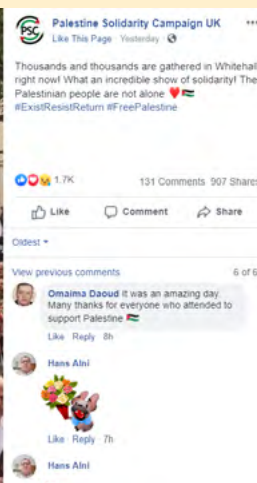 PSC
Palestine Solidarity Campaign UK
Like This Page · Yesterday ·
Thousands and thousands are gathered in Whitehall
right now! What an incredible show of solidarity! The
Palestinian people are not alone ❤️🇵🇸
#ExistResistReturn #FreePalestine
1.7K 131 Comments 907 Shares
Like Comment Share
Oldest
View previous comments 6 of 6
Omaima Daoud It was an amazing day.
Many thanks for everyone who attended to
support Palestine 🇵🇸
Like · Reply · 8h
Hans Alni
Like · Reply · 7h
Hans Alni